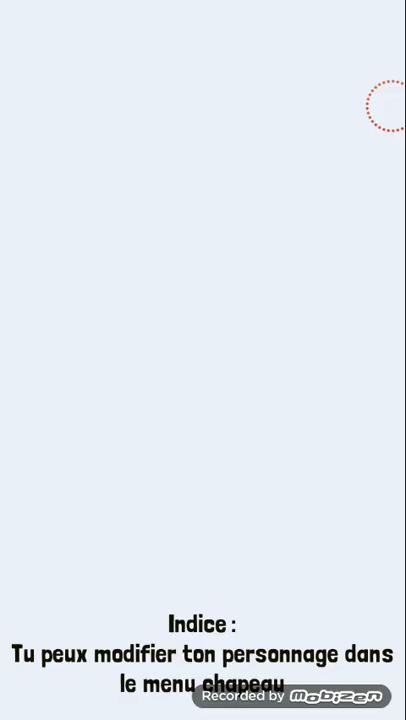 Indice :
Tu peux modifier ton personnage dans
le menu chapeau
Recorded by Mobizen